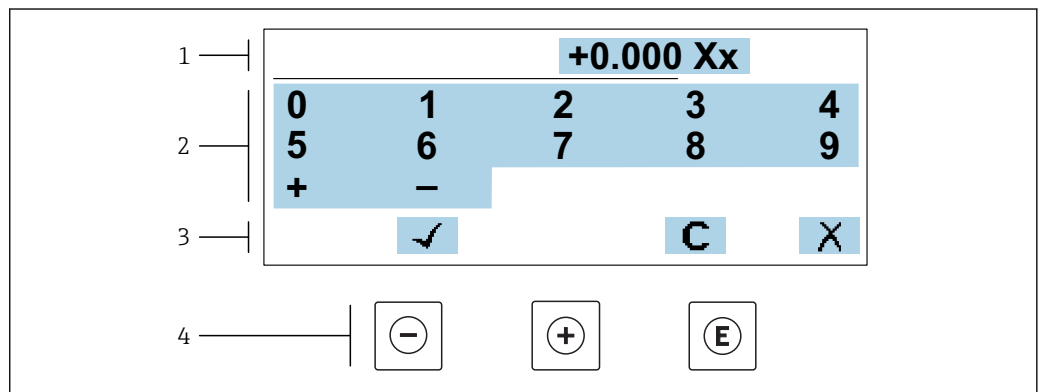 1 +0.000 Xx
0 1 2 3 4
2 5 6 7 8 9
+ –
3 ✓ C X
4 – + E